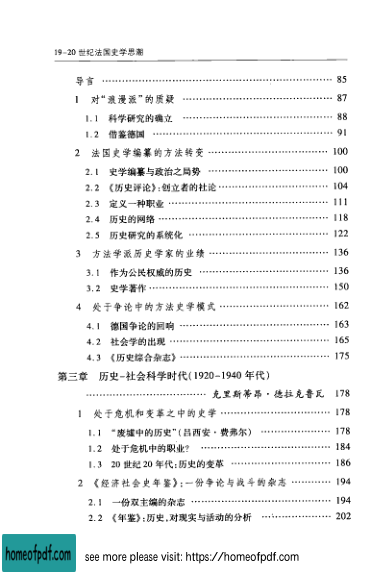 19-20 世纪法国史学思潮
导言 …… 85
1 对“浪漫派”的质疑 …… 87
1.1 科学研究的确立 …… 88
1.2 借鉴德国 …… 91
2 法国史学编纂的方法转变 …… 100
2.1 史学编纂与政治之局势 …… 100
2.2 《历史评论》:创立者的社论 …… 104
2.3 定义一种职业 …… 111
2.4 历史的网络 …… 118
2.5 历史研究的系统化 …… 122
3 方法学派历史学家的业绩 …… 136
3.1 作为公民权威的历史 …… 136
3.2 史学著作 …… 150
4 处于争论中的方法史学模式 …… 162
4.1 德国争论的回响 …… 163
4.2 社会学的出现 …… 165
4.3 《历史综合杂志》 …… 175
第三章 历史-社会科学时代(1920-1940 年代)
…… 克里斯蒂昂·德拉克鲁瓦 178
1 处于危机和变革之中的史学 …… 178
1.1 “废墟中的历史”(吕西安·费弗尔) …… 178
1.2 处于危机中的职业? …… 184
1.3 20 世纪 20 年代:历史的变革 …… 186
2 《经济社会史年鉴》:一份争论与战斗的杂志 …… 194
2.1 一份双主编的杂志 …… 194
2.2 《年鉴》:历史,对现实与活动的分析 …… 202
homeofpdf.com
see more please visit: https://homeofpdf.com